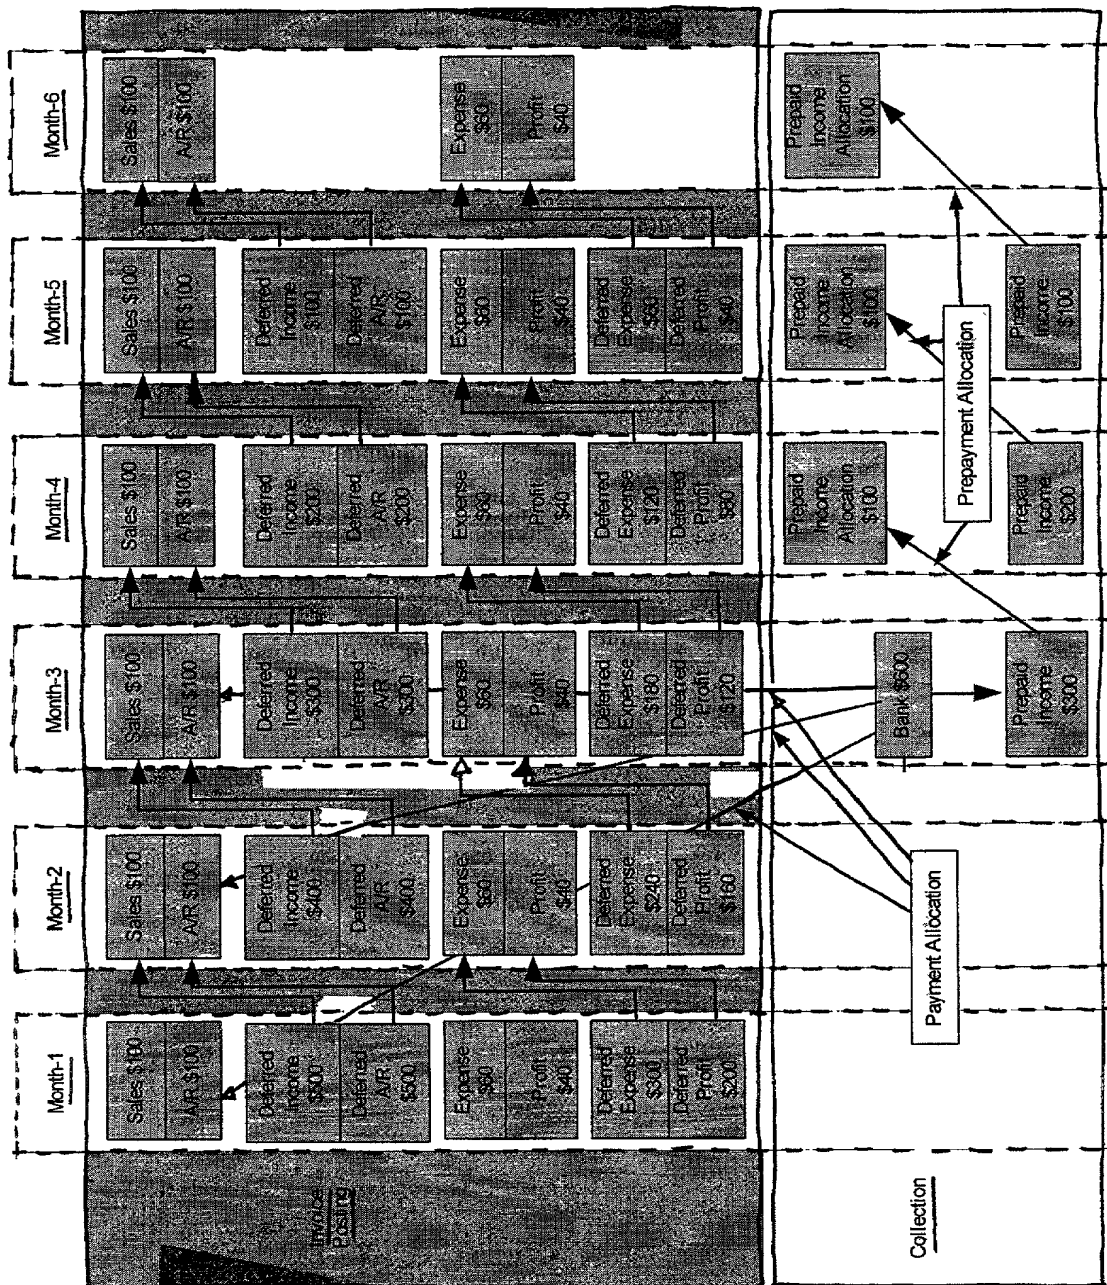 Month-1
Month-2
Month-3
Month-4
Month-5
Month-6
Invoice
Posting
Sales $100
A/R $100
Deferred
Income
$500
Deferred
A/R
$500
Expense
$60
Profit
$40
Deferred
Expense
$300
Deferred
Profit
$200
Sales $100
A/R $100
Deferred
Income
$400
Deferred
A/R
$400
Expense
$60
Profit
$40
Deferred
Expense
$240
Deferred
Profit
$160
Sales $100
A/R $100
Deferred
Income
$300
Deferred
A/R
$300
Expense
$60
Profit
$40
Deferred
Expense
$180
Deferred
Profit
$120
Sales $100
A/R $100
Deferred
Income
$200
Deferred
A/R
$200
Expense
$60
Profit
$40
Deferred
Expense
$120
Deferred
Profit
$80
Sales $100
A/R $100
Deferred
Income
$100
Deferred
A/R
$100
Expense
$60
Profit
$40
Deferred
Expense
$60
Deferred
Profit
$40
Sales $100
A/R $100
Expense
$60
Profit
$40
Collection
Payment Allocation
Bank $600
Prepaid
Income
$300
Prepaid
Income
Allocation
$100
Prepaid
Income
$200
Prepayment Allocation
Prepaid
Income
Allocation
$100
Prepaid
Income
$100
Prepaid
Income
Allocation
$100